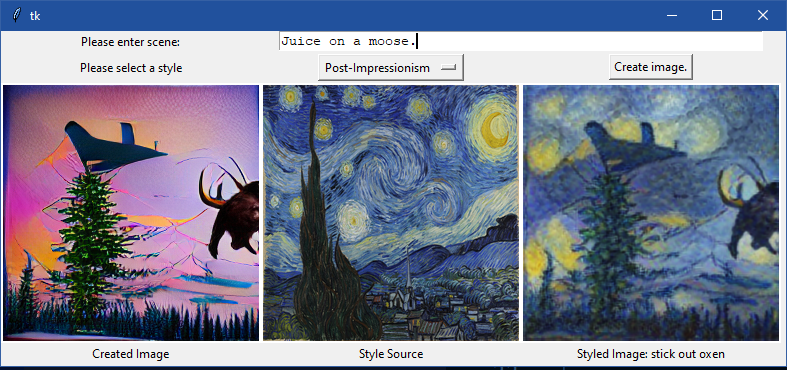 tk
Please enter scene: Juice on a moose.
Please select a style Post-Impressionism Create image.
Created Image Style Source Styled Image: stick out oxen